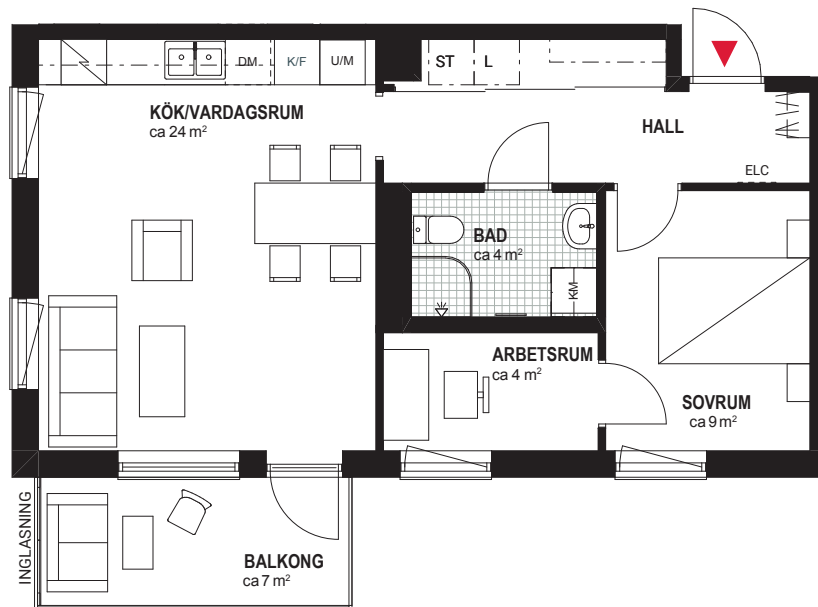 DM
K/F
U/M
ST
L
KÖK/VARDAGSRUM
ca 24 m²
HALL
ELC
BAD
ca 4 m²
KM
ARBETSRUM
ca 4 m²
SOVRUM
ca 9 m²
INGLASNING
BALKONG
ca 7 m²